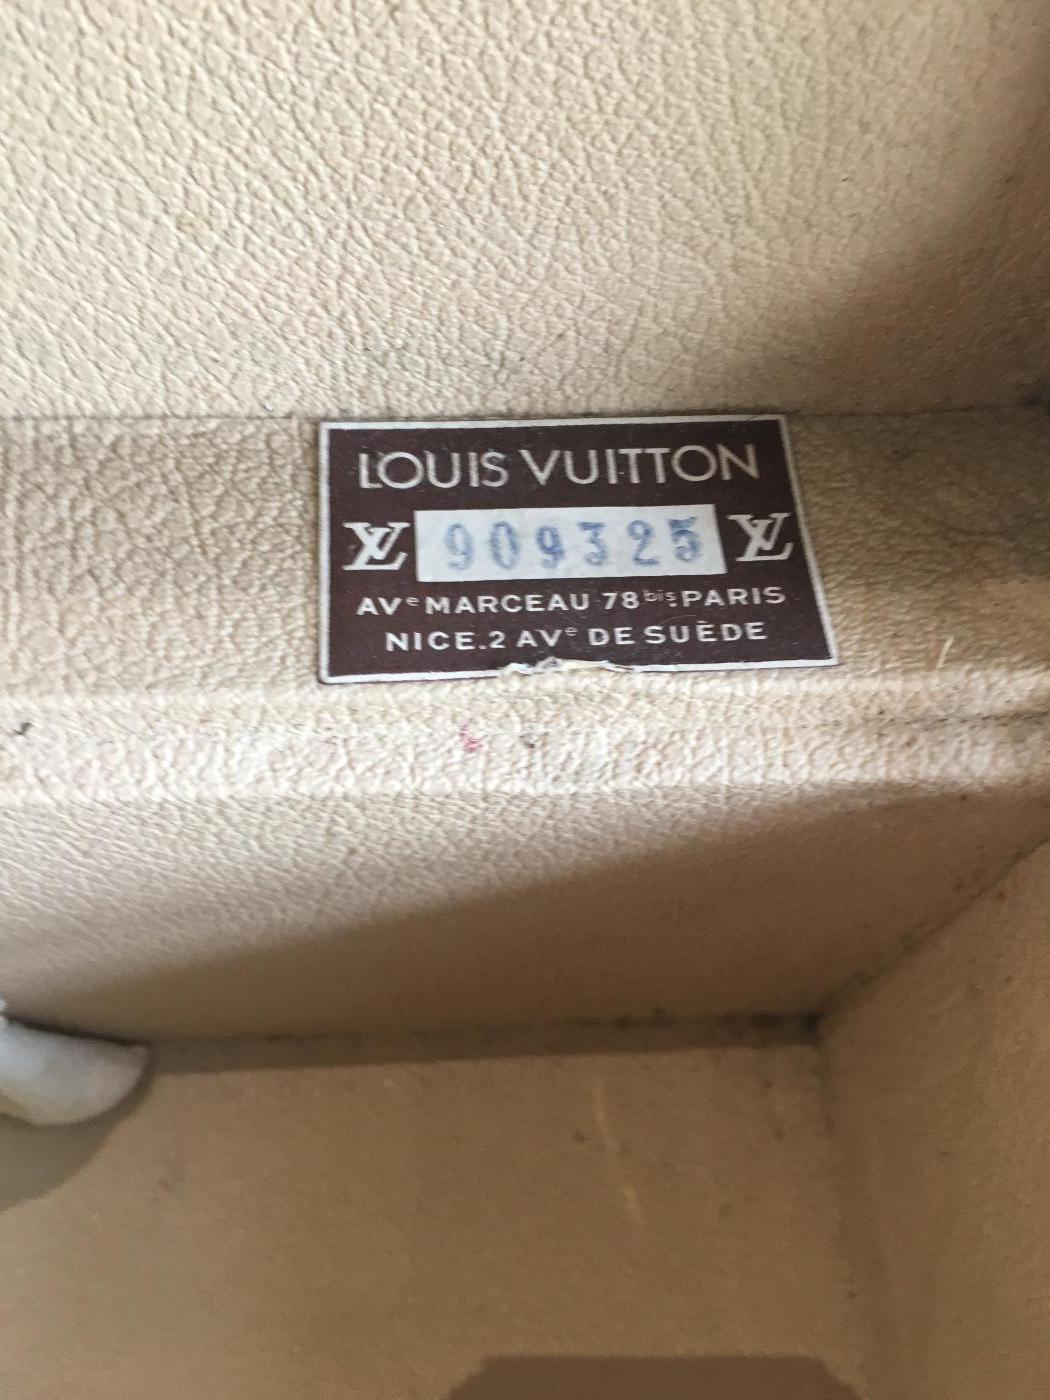 LOUIS VUITTON
LV 909325 LV
AVe MARCEAU 78bis:PARIS
NICE.2 AVe DE SUÈDE